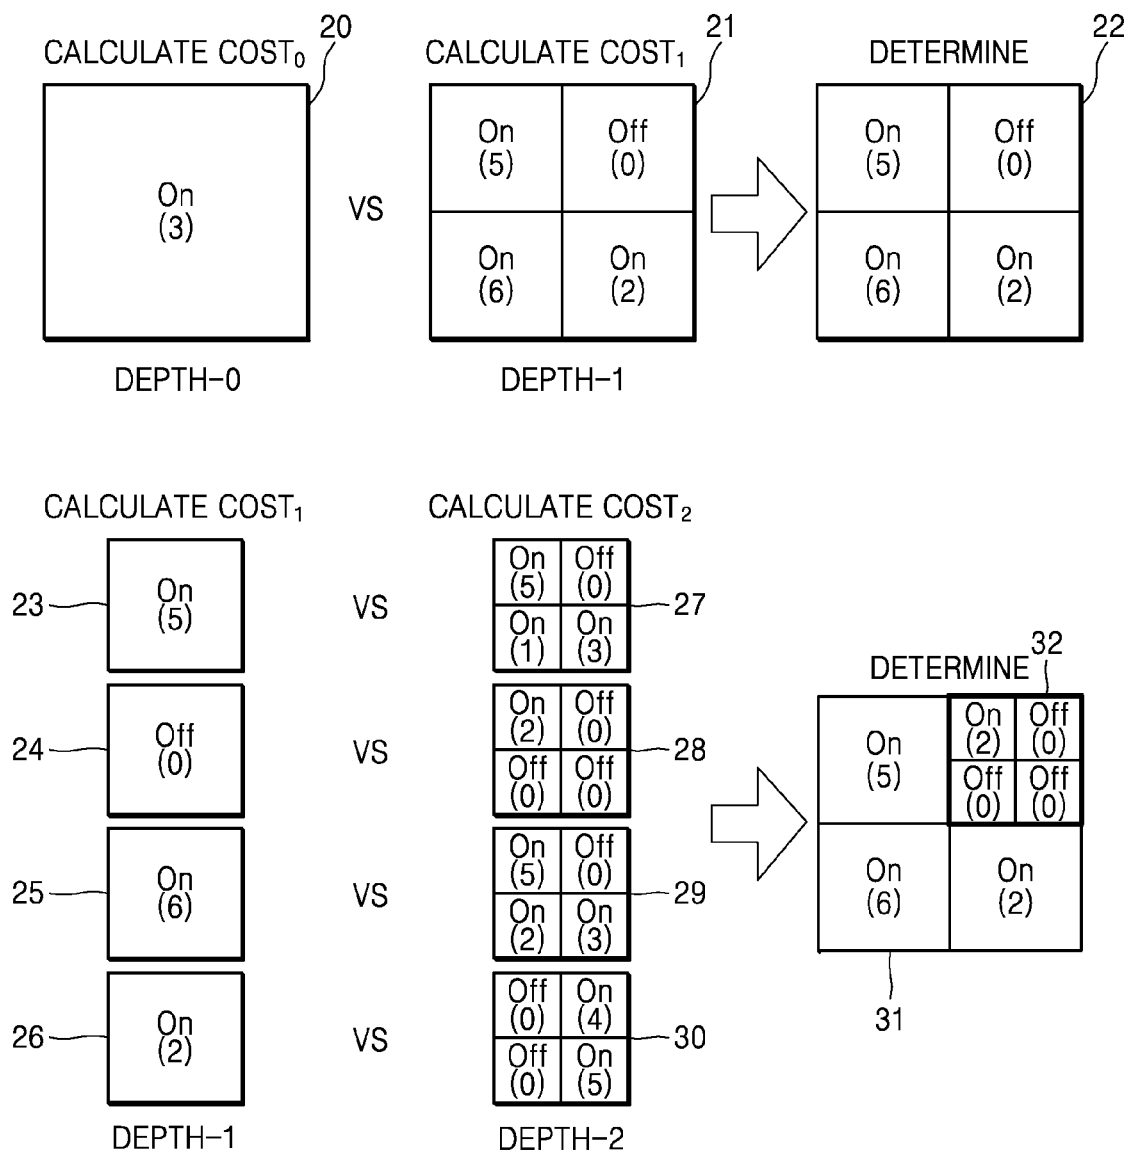 CALCULATE COST0 20
On
(3)
DEPTH-0
VS
CALCULATE COST1 21
On Off
(5) (0)
On On
(6) (2)
DEPTH-1
DETERMINE 22
On Off
(5) (0)
On On
(6) (2)
CALCULATE COST1
CALCULATE COST2
23 On
(5)
VS
On Off
(5) (0)
On On
(1) (3)
27
24 Off
(0)
VS
On Off
(2) (0)
Off Off
(0) (0)
28
25 On
(6)
VS
On Off
(5) (0)
On On
(2) (3)
29
26 On
(2)
VS
Off On
(0) (4)
Off On
(0) (5)
30
DEPTH-1
DEPTH-2
DETERMINE 32
On
(5)
On Off
(2) (0)
Off Off
(0) (0)
On On
(6) (2)
31